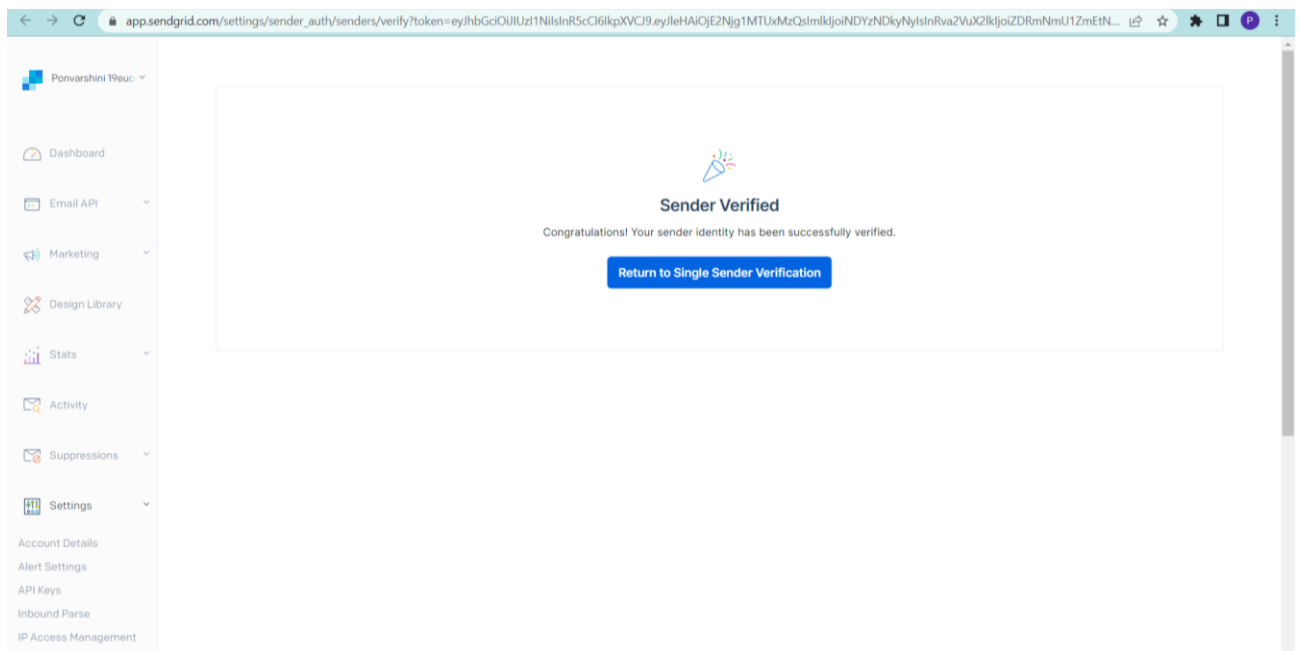 app.sendgrid.com/settings/sender_auth/senders/verify?token=eyJhbGciOiJIUzI1NiIsInR5cCI6IkpXVCJ9.eyJleHAiOjE2Njg1MTUxMzQsImlkIjoiNDYzNDkyNyIsInRva2VuX2lkIjoiZDRmNmU1ZmEtN...
P
Ponvarshini 19euc
Dashboard
Email API
Marketing
Design Library
Stats
Activity
Suppressions
Settings
Account Details
Alert Settings
API Keys
Inbound Parse
IP Access Management
Sender Verified
Congratulations! Your sender identity has been successfully verified.
Return to Single Sender Verification